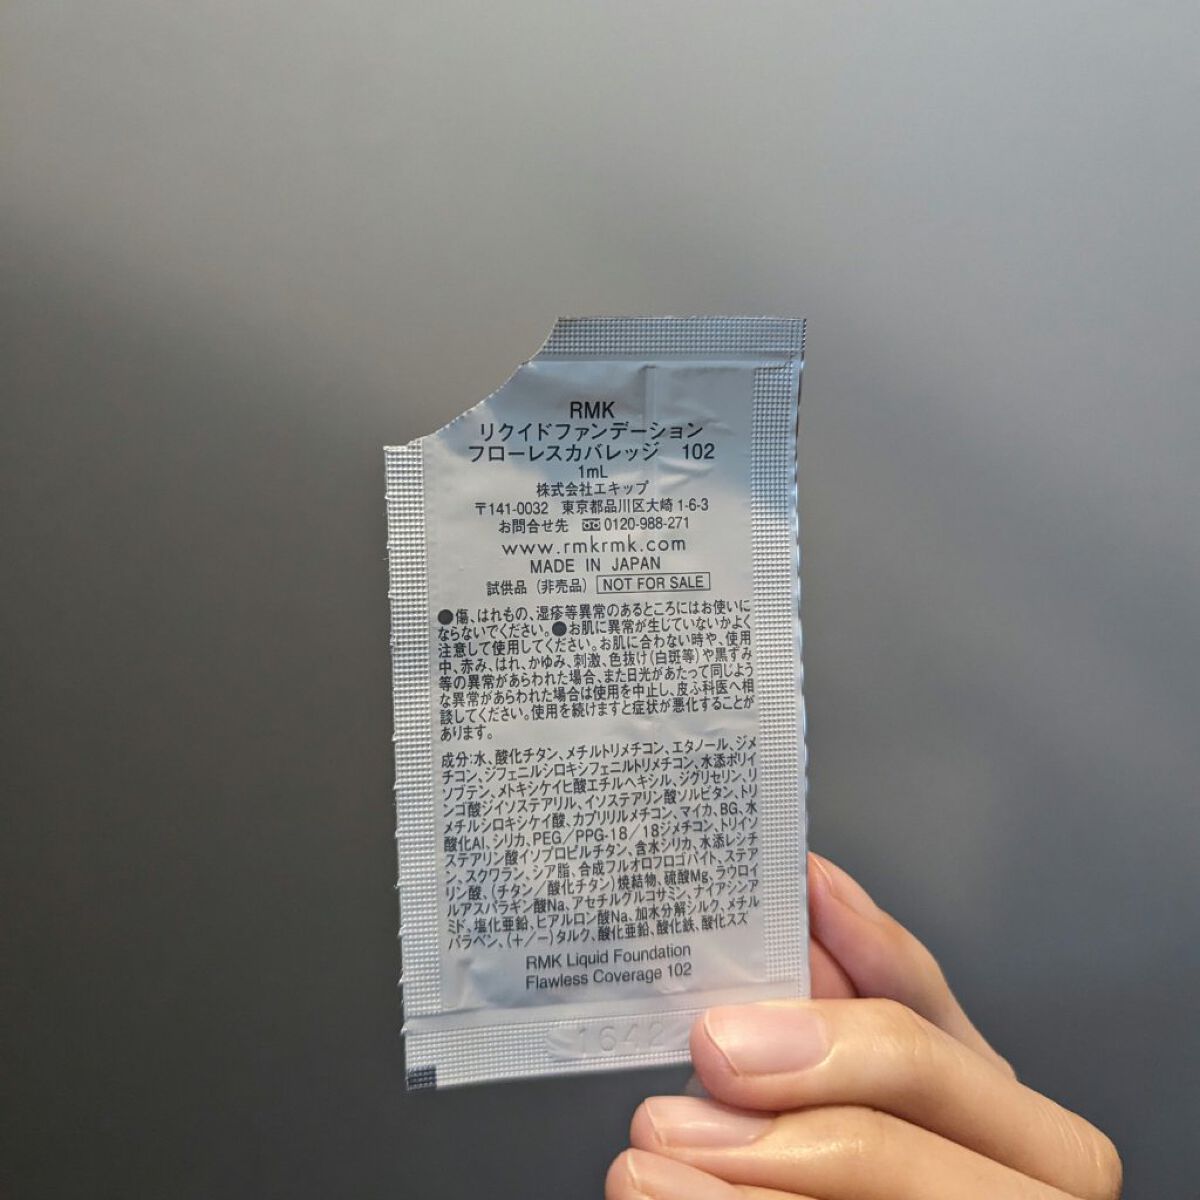 RMK
リクイドファンデーション
フローレスカバレッジ 102
1mL
株式会社エキップ
〒141-0032 東京都品川区大崎1-6-3
お問合せ先 0120-988-271
www.rmkrmk.com
MADE IN JAPAN
試供品(非売品) NOT FOR SALE
●傷、はれもの、湿疹等異常のあるところにはお使いに
ならないでください。●お肌に異常が生じていないかよく
注意して使用してください。お肌に合わない時や、使用
中、赤み、はれ、かゆみ、刺激、色抜け(白斑等)や黒ずみ
等の異常があらわれた場合、また日光があたって同じよう
な異常があらわれた場合は使用を中止し、皮ふ科医へ相
談してください。使用を続けますと症状が悪化することが
あります。
成分:水、酸化チタン、メチルトリメチコン、エタノール、ジメ
チコン、ジフェニルシロキシフェニルトリメチコン、水添ポリイ
ソブテン、メトキシケイヒ酸エチルヘキシル、ジグリセリン、リ
ンゴ酸ジイソステアリル、イソステアリン酸ソルビタン、トリ
メチルシロキシケイ酸、カプリリルメチコン、マイカ、BG、水
酸化Al、シリカ、PEG/PPG-18/18ジメチコン、トリイソ
ステアリン酸イソプロピルチタン、含水シリカ、水添レシチ
ン、スクワラン、シア脂、合成フルオロフロゴパイト、ステア
リン酸、(チタン/酸化チタン)焼結物、硫酸Mg、ラウロイ
ルアスパラギン酸Na、アセチルグルコサミン、ナイアシンア
ミド、塩化亜鉛、ヒアルロン酸Na、加水分解シルク、メチル
パラベン、(+/−)タルク、酸化亜鉛、酸化鉄、酸化スズ
RMK Liquid Foundation
Flawless Coverage 102
1642